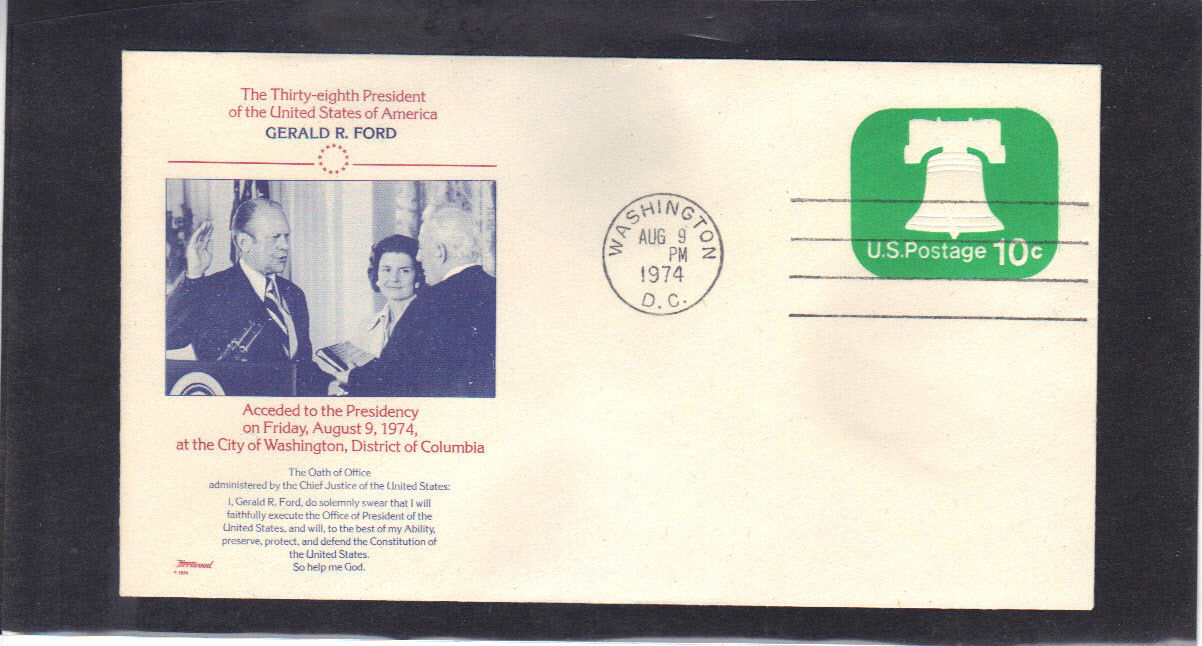 The Thirty-eighth President
of the United States of America
GERALD R. FORD
Acceded to the Presidency
on Friday, August 9, 1974,
at the City of Washington, District of Columbia
The Oath of Office
administered by the Chief Justice of the United States:
I, Gerald R. Ford, do solemnly swear that I will
faithfully execute the Office of President of the
United States, and will, to the best of my Ability,
preserve, protect, and defend the Constitution of
the United States.
So help me God.
Fleetwood
© 1974
WASHINGTON
AUG 9
PM
1974
D.C.
U.S. Postage 10c